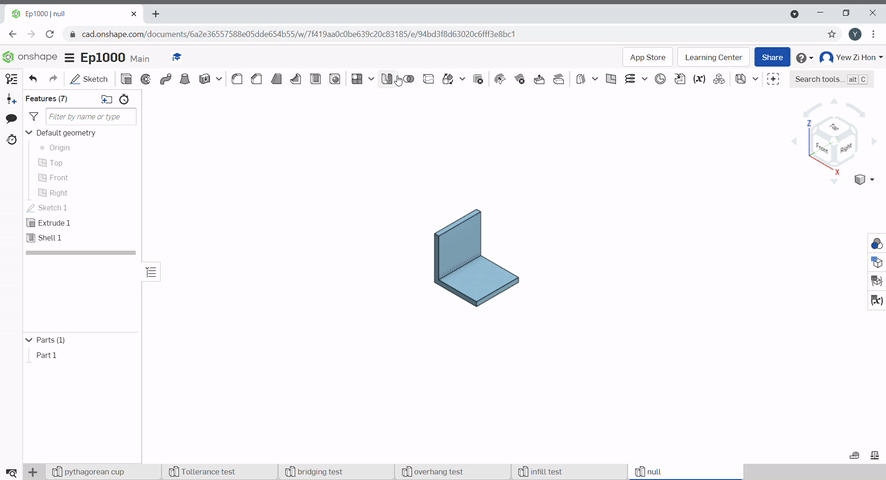 Ep1000 | null
cad.onshape.com/documents/6a2e36557588e05dde654b55/w/7f419aa0c0be639c20c83185/e/94bd3f8d63020c6fff3e8bc1
Y
onshape
Ep1000 Main
App Store
Learning Center
Share
Yew Zi Hon
Sketch
(x)
Search tools...
alt
C
Features (7)
Filter by name or type
Default geometry
Origin
Top
Front
Right
Sketch 1
Extrude 1
Shell 1
Parts (1)
Part 1
Z
Top
Front
Right
X
(x)
pythagorean cup
Tollerance test
bridging test
overhang test
infill test
null